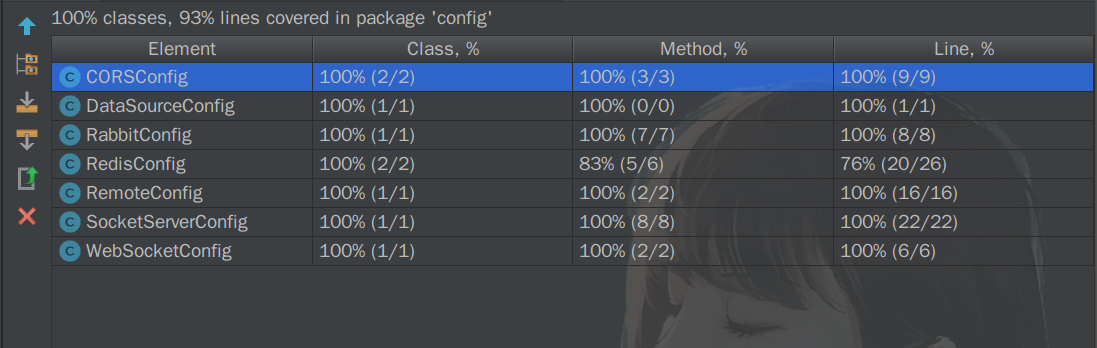 100% classes, 93% lines covered in package 'config'
Element Class, % Method, % Line, %
C CORSConfig 100% (2/2) 100% (3/3) 100% (9/9)
C DataSourceConfig 100% (1/1) 100% (0/0) 100% (1/1)
C RabbitConfig 100% (1/1) 100% (7/7) 100% (8/8)
C RedisConfig 100% (2/2) 83% (5/6) 76% (20/26)
C RemoteConfig 100% (1/1) 100% (2/2) 100% (16/16)
C SocketServerConfig 100% (1/1) 100% (8/8) 100% (22/22)
C WebSocketConfig 100% (1/1) 100% (2/2) 100% (6/6)